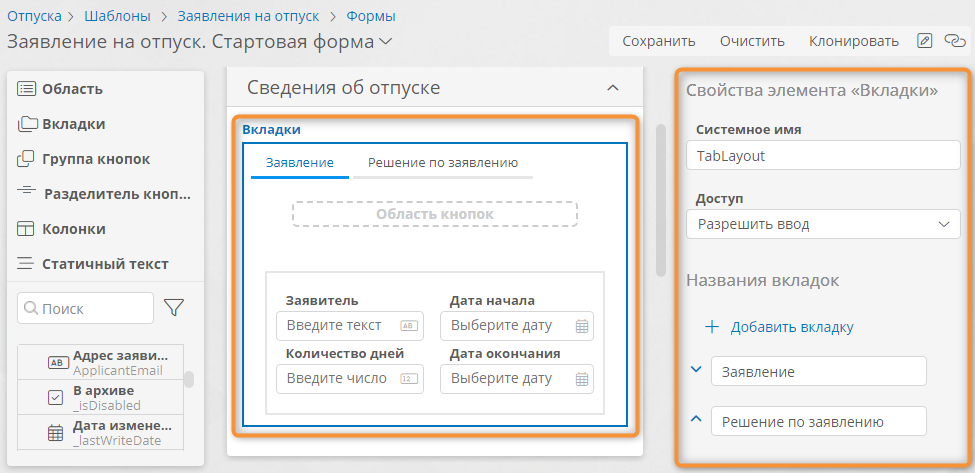 Отпуска > Шаблоны > Заявления на отпуск > Формы
Заявление на отпуск. Стартовая форма
Сохранить Очистить Клонировать
Область
Вкладки
Группа кнопок
Разделитель кноп...
Колонки
Статичный текст
Поиск
AB Адрес заяви...
ApplicantEmail
В архиве
_isDisabled
Дата измене...
_lastWriteDate
Сведения об отпуске
Вкладки
Заявление Решение по заявлению
Область кнопок
Заявитель Дата начала
Введите текст AB Выберите дату
Количество дней Дата окончания
Введите число 12 Выберите дату
Свойства элемента «Вкладки»
Системное имя
TabLayout
Доступ
Разрешить ввод
Названия вкладок
+ Добавить вкладку
Заявление
Решение по заявлению